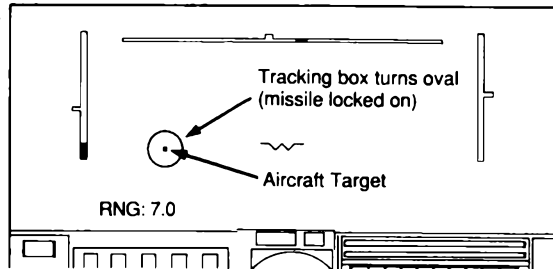 Tracking box turns oval
(missile locked on)
Aircraft Target
RNG: 7.0